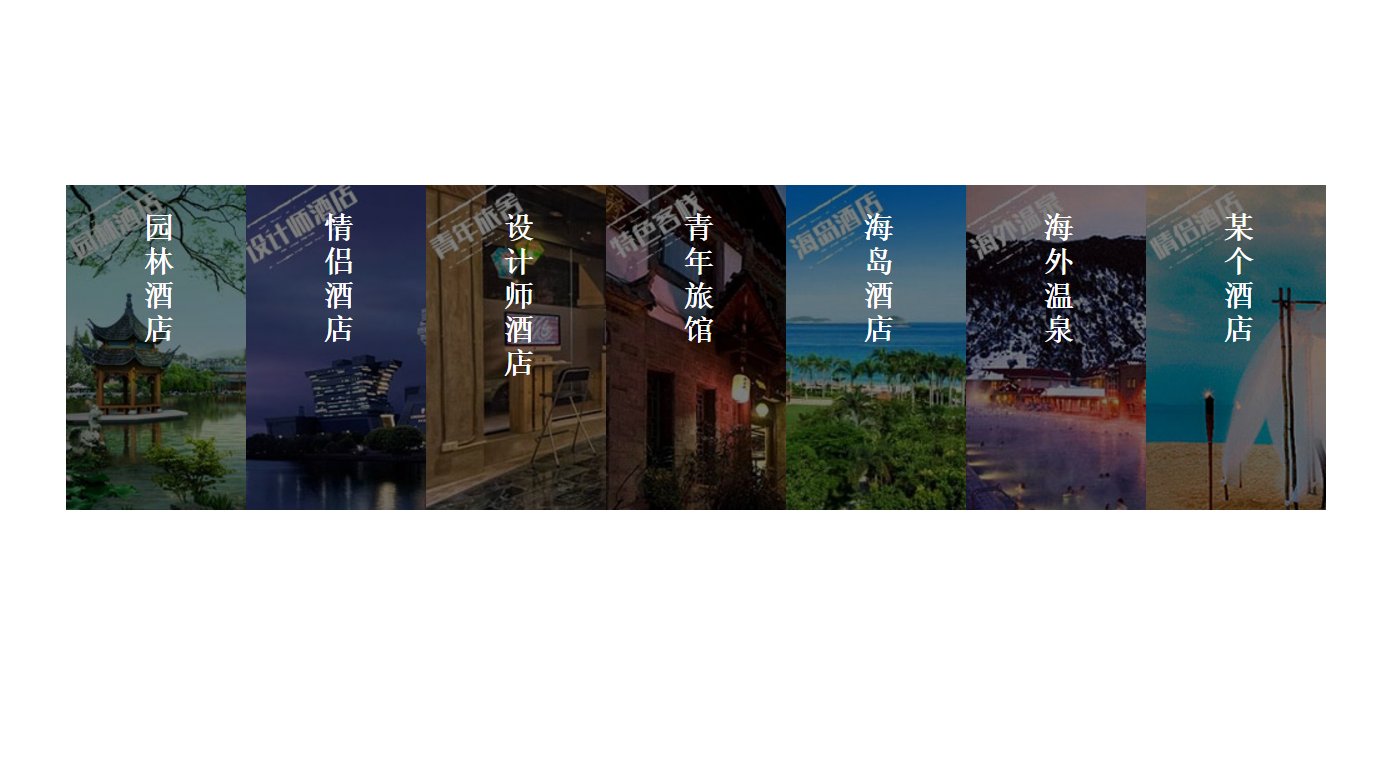 园林酒店
园林酒店
设计师酒店
情侣酒店
青年旅舍
设计师酒店
特色客栈
青年旅馆
海岛酒店
海岛酒店
海外温泉
海外温泉
情侣酒店
某个酒店